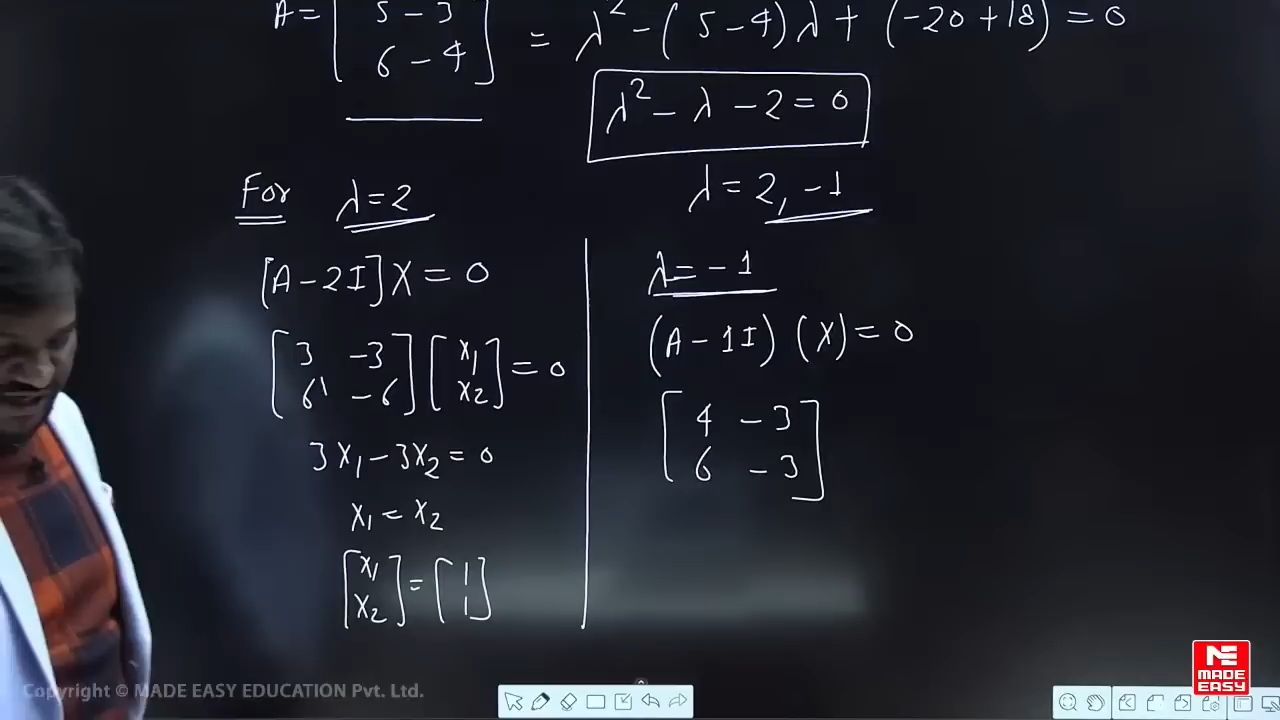 A = [ 5 -3
6 -4 ] = λ² - (5-4)λ + (-20+18) = 0
λ² - λ - 2 = 0
λ = 2, -1
For λ=2
[A-2I]X = 0
[ 3 -3
6 -6 ] [ x₁
x₂ ] = 0
3x₁ - 3x₂ = 0
x₁ = x₂
[ x₁
x₂ ] = [ 1
1 ]
λ = -1
(A - 1I) (X) = 0
[ 4 -3
6 -3 ]
Copyright © MADE EASY EDUCATION Pvt. Ltd.
ME
MADE
EASY